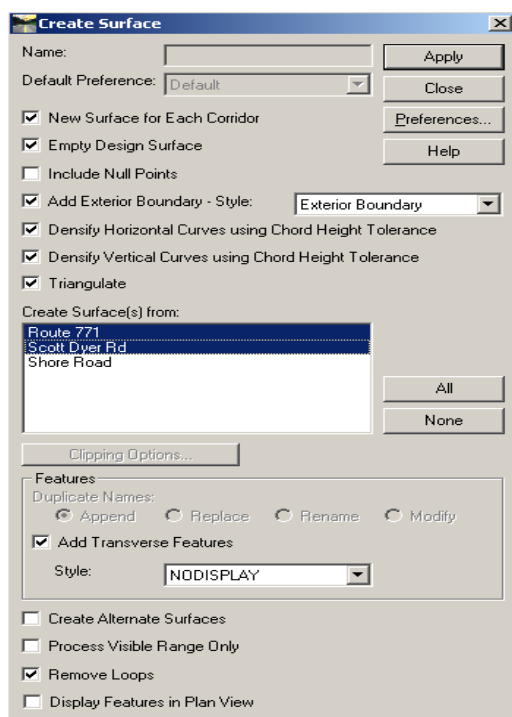 Create Surface
Name:
Apply
Default Preference: Default
Close
New Surface for Each Corridor
Preferences...
Empty Design Surface
Help
Include Null Points
Add Exterior Boundary - Style: Exterior Boundary
Densify Horizontal Curves using Chord Height Tolerance
Densify Vertical Curves using Chord Height Tolerance
Triangulate
Create Surface(s) from:
Route 771
Scott Dyer Rd
Shore Road
All
None
Clipping Options...
Features
Duplicate Names:
Append Replace Rename Modify
Add Transverse Features
Style: NODISPLAY
Create Alternate Surfaces
Process Visible Range Only
Remove Loops
Display Features in Plan View